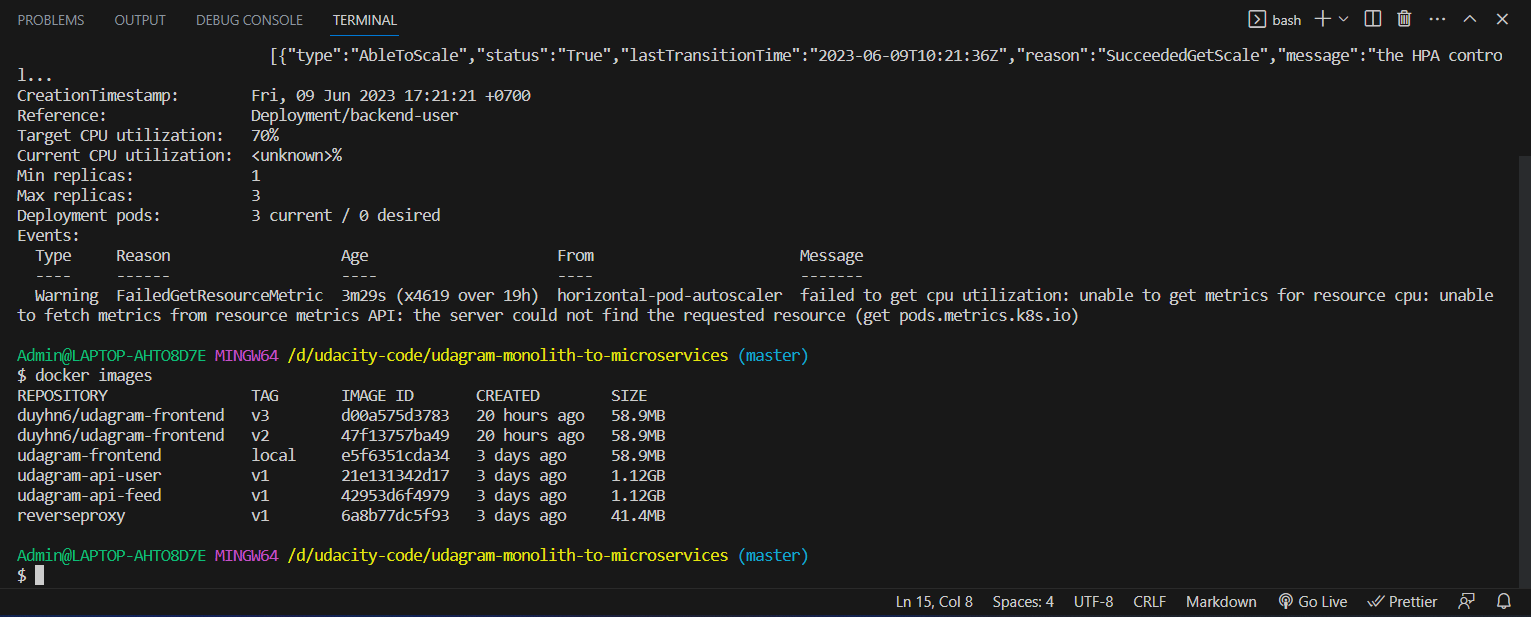 PROBLEMS OUTPUT DEBUG CONSOLE TERMINAL bash
[{"type":"AbleToScale","status":"True","lastTransitionTime":"2023-06-09T10:21:36Z","reason":"SucceededGetScale","message":"the HPA contro
l...
CreationTimestamp: Fri, 09 Jun 2023 17:21:21 +0700
Reference: Deployment/backend-user
Target CPU utilization: 70%
Current CPU utilization: <unknown>%
Min replicas: 1
Max replicas: 3
Deployment pods: 3 current / 0 desired
Events:
Type Reason Age From Message
---- ------ ---- ---- -------
Warning FailedGetResourceMetric 3m29s (x4619 over 19h) horizontal-pod-autoscaler failed to get cpu utilization: unable to get metrics for resource cpu: unable
to fetch metrics from resource metrics API: the server could not find the requested resource (get pods.metrics.k8s.io)
Admin@LAPTOP-AHTO8D7E MINGW64 /d/udacity-code/udagram-monolith-to-microservices (master)
$ docker images
REPOSITORY TAG IMAGE ID CREATED SIZE
duyhn6/udagram-frontend v3 d00a575d3783 20 hours ago 58.9MB
duyhn6/udagram-frontend v2 47f13757ba49 20 hours ago 58.9MB
udagram-frontend local e5f6351cda34 3 days ago 58.9MB
udagram-api-user v1 21e131342d17 3 days ago 1.12GB
udagram-api-feed v1 42953d6f4979 3 days ago 1.12GB
reverseproxy v1 6a8b77dc5f93 3 days ago 41.4MB
Admin@LAPTOP-AHTO8D7E MINGW64 /d/udacity-code/udagram-monolith-to-microservices (master)
$
Ln 15, Col 8 Spaces: 4 UTF-8 CRLF Markdown Go Live Prettier